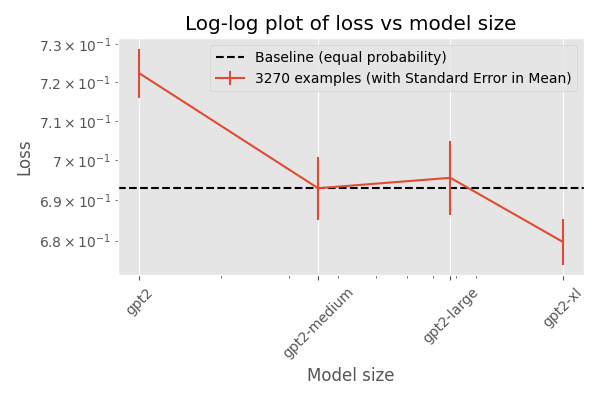 Log-log plot of loss vs model size
7.3 × 10⁻¹
7.2 × 10⁻¹
7.1 × 10⁻¹
7 × 10⁻¹
6.9 × 10⁻¹
6.8 × 10⁻¹
Loss
Baseline (equal probability)
3270 examples (with Standard Error in Mean)
gpt2
gpt2-medium
gpt2-large
gpt2-xl
Model size